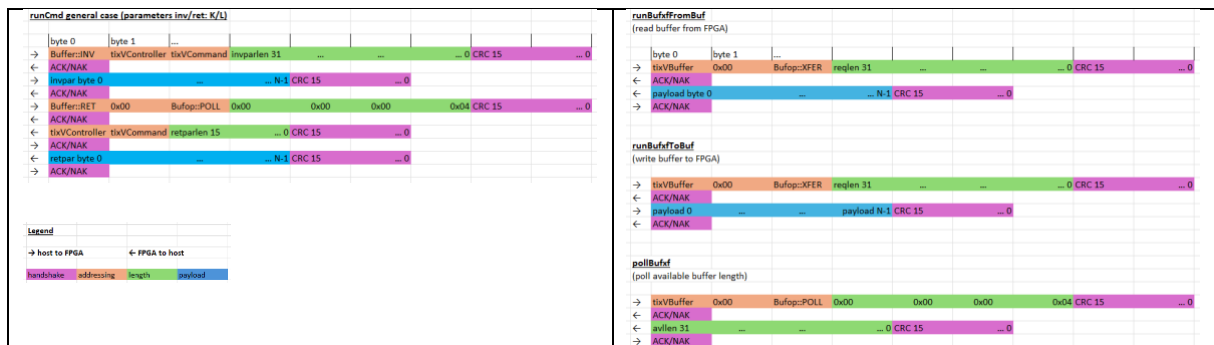 runCmd general case (parameters inv/ret: K/L)
byte 0 byte 1 ...
→ Buffer::INV tixVController tixVCommand invparlen 31 ... ... ... 0 CRC 15 ... 0
← ACK/NAK
→ invpar byte 0 ... ... N-1 CRC 15 ... 0
← ACK/NAK
→ Buffer::RET 0x00 Bufop::POLL 0x00 0x00 0x00 0x04 CRC 15 ... 0
← ACK/NAK
← tixVController tixVCommand retparlen 15 ... 0 CRC 15 ... 0
→ ACK/NAK
← retpar byte 0 ... ... N-1 CRC 15 ... 0
→ ACK/NAK
Legend
→ host to FPGA ← FPGA to host
handshake addressing length payload
runBufxfFromBuf
(read buffer from FPGA)
byte 0 byte 1 ...
→ tixVBuffer 0x00 Bufop::XFER reqlen 31 ... ... ... 0 CRC 15 ... 0
← ACK/NAK
← payload byte 0 ... ... N-1 CRC 15 ... 0
→ ACK/NAK
runBufxfToBuf
(write buffer to FPGA)
→ tixVBuffer 0x00 Bufop::XFER reqlen 31 ... ... ... 0 CRC 15 ... 0
← ACK/NAK
→ payload 0 ... ... payload N-1 CRC 15 ... 0
← ACK/NAK
pollBufxf
(poll available buffer length)
→ tixVBuffer 0x00 Bufop::POLL 0x00 0x00 0x00 0x04 CRC 15 ... 0
← ACK/NAK
← avllen 31 ... ... ... 0 CRC 15 ... 0
→ ACK/NAK